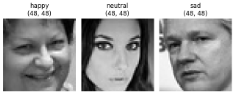 happy
(48, 48)
neutral
(48, 48)
sad
(48, 48)